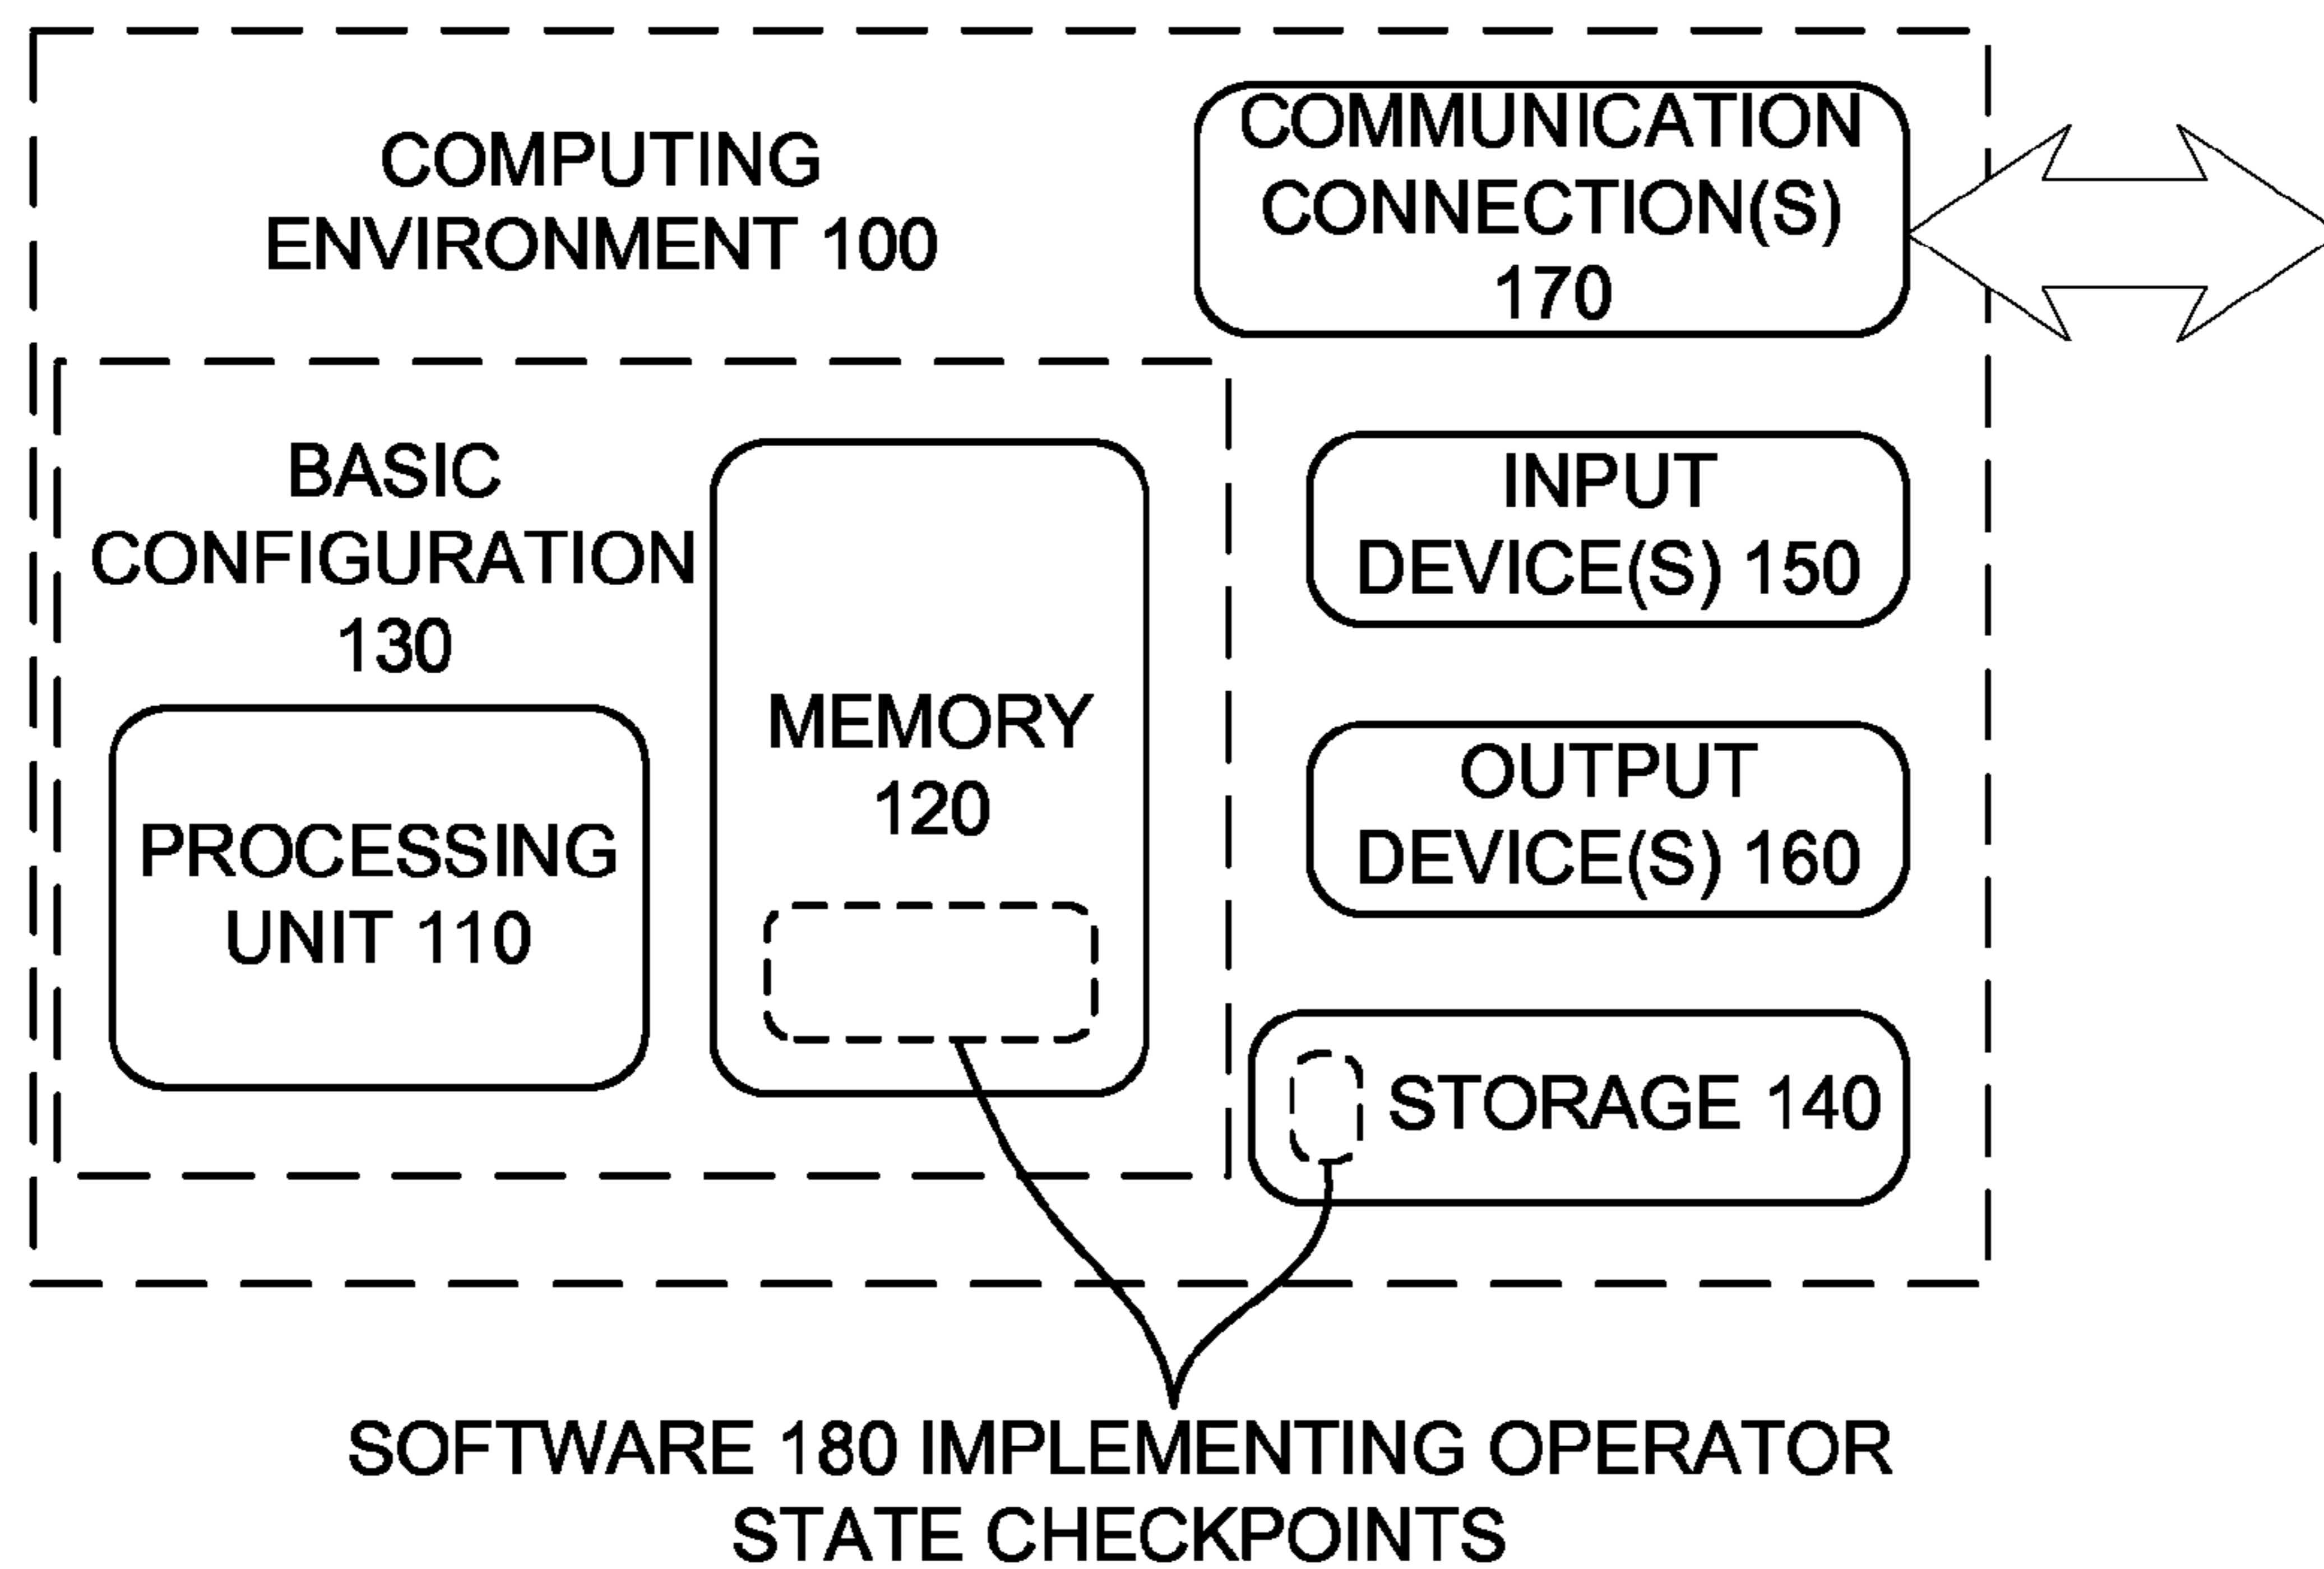 COMPUTING
ENVIRONMENT 100
COMMUNICATION
CONNECTION(S)
170
BASIC
CONFIGURATION
130
PROCESSING
UNIT 110
MEMORY
120
INPUT
DEVICE(S) 150
OUTPUT
DEVICE(S) 160
STORAGE 140
SOFTWARE 180 IMPLEMENTING OPERATOR
STATE CHECKPOINTS